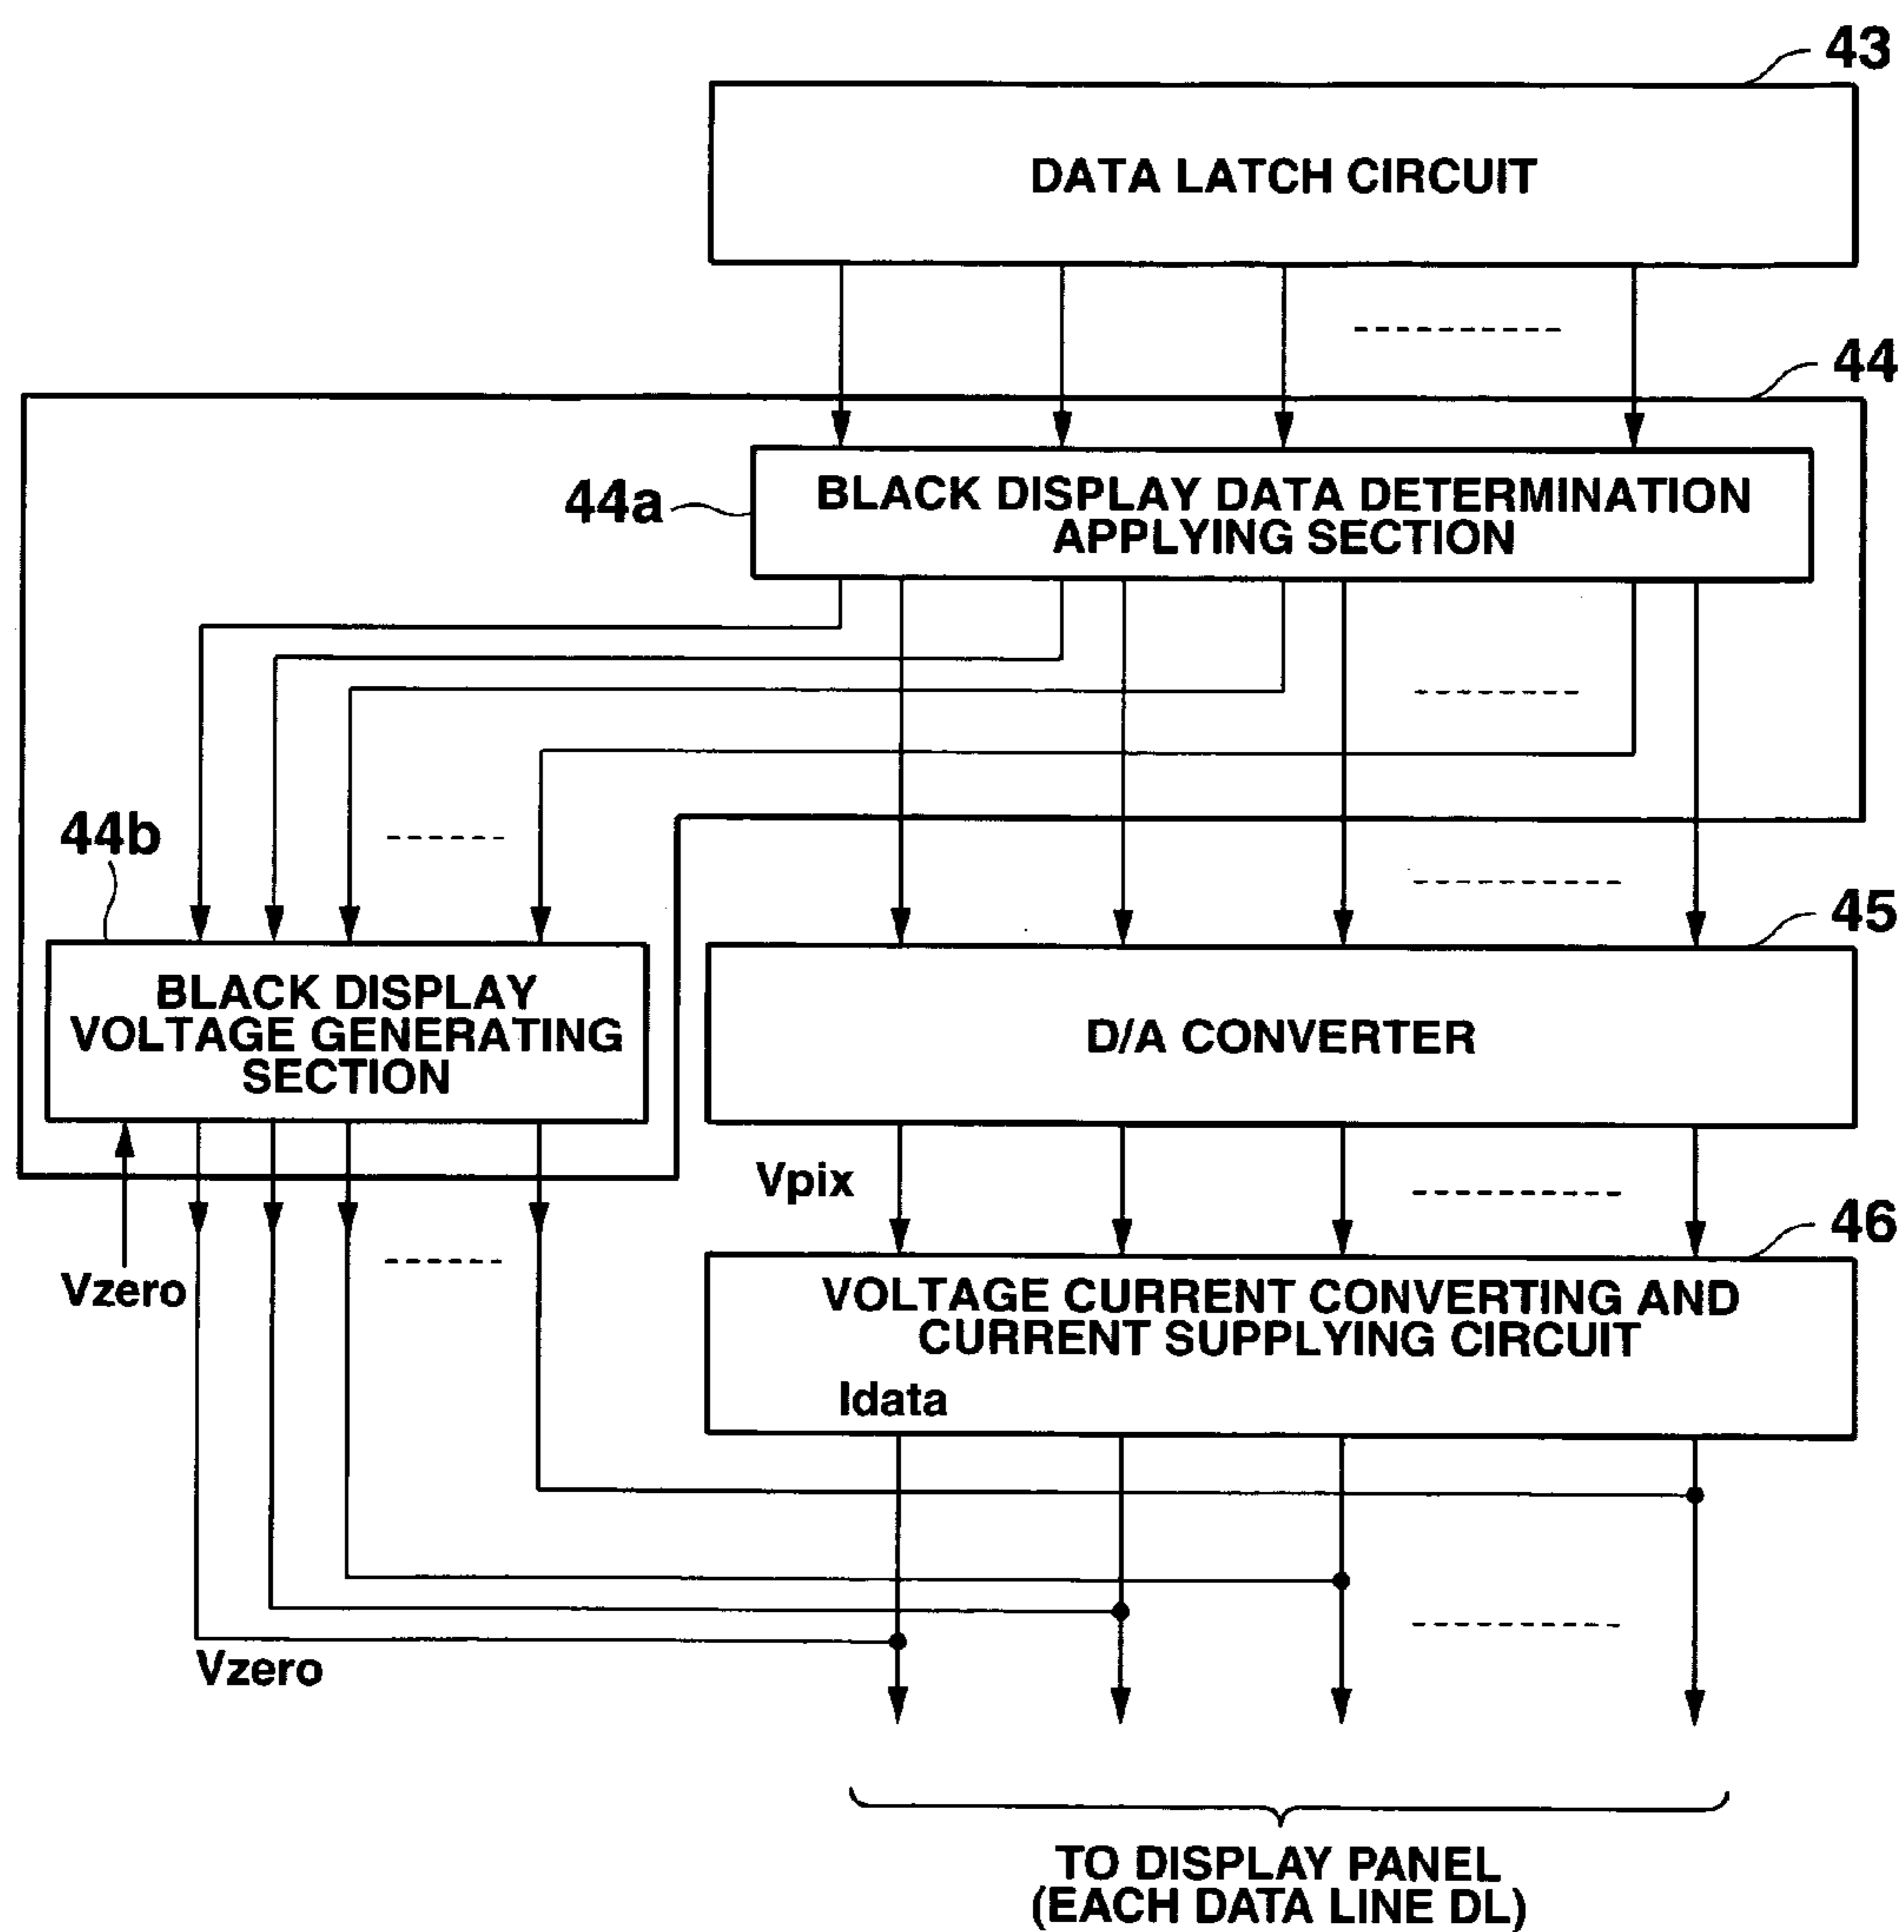 43
DATA LATCH CIRCUIT
44
44a
BLACK DISPLAY DATA DETERMINATION
APPLYING SECTION
44b
45
BLACK DISPLAY
VOLTAGE GENERATING
SECTION
D/A CONVERTER
Vpix
46
Vzero
VOLTAGE CURRENT CONVERTING AND
CURRENT SUPPLYING CIRCUIT
Idata
Vzero
TO DISPLAY PANEL
(EACH DATA LINE DL)